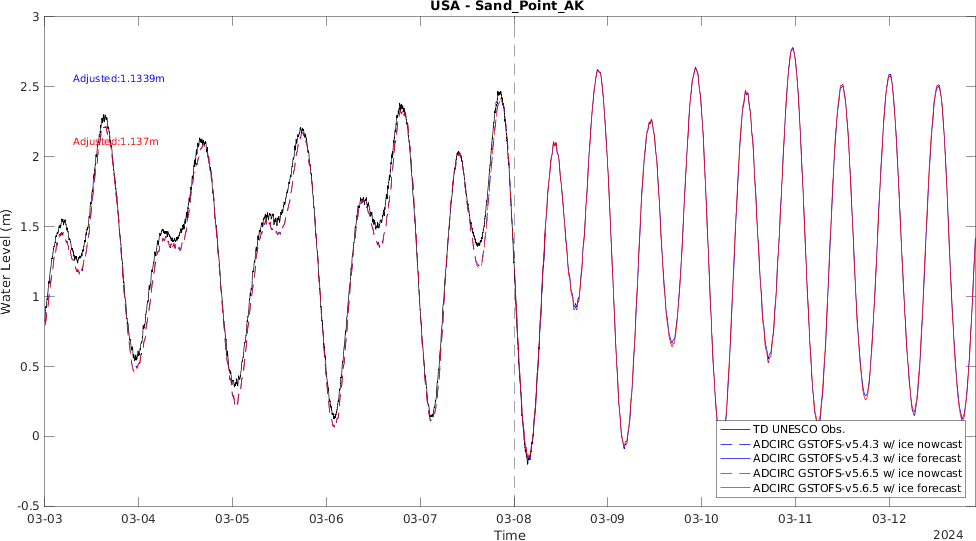 USA - Sand_Point_AK
3
2.5
2
1.5
1
0.5
0
-0.5
Water Level (m)
Adjusted:1.1339m
Adjusted:1.137m
TD UNESCO Obs.
ADCIRC GSTOFS-v5.4.3 w/ ice nowcast
ADCIRC GSTOFS-v5.4.3 w/ ice forecast
ADCIRC GSTOFS-v5.6.5 w/ ice nowcast
ADCIRC GSTOFS-v5.6.5 w/ ice forecast
03-03 03-04 03-05 03-06 03-07 03-08 03-09 03-10 03-11 03-12
Time
2024